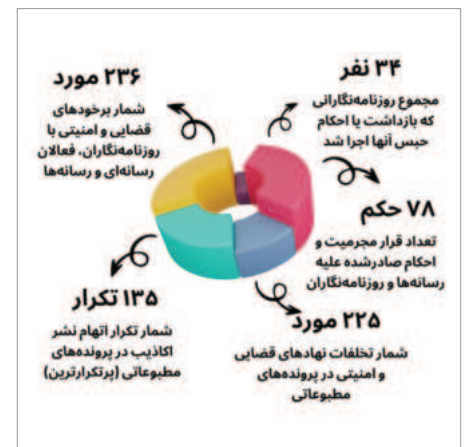 ۳۴ نفر
مجموع روزنامه‌نگارانی
که بازداشت یا احکام
حبس آنها اجرا شد
۷۸ حکم
تعداد قرار مجرمیت و
احکام صادرشده علیه
رسانه‌ها و روزنامه‌نگاران
۲۲۵ مورد
شمار تخلفات نهادهای قضایی
و امنیتی در پرونده‌های
مطبوعاتی
۱۳۵ تکرار
شمار تکرار اتهام نشر
اکاذیب در پرونده‌های
مطبوعاتی (پرتکرارترین)
۲۳۶ مورد
شمار برخودهای
قضایی و امنیتی با
روزنامه‌نگاران، فعالان
رسانه‌ای و رسانه‌ها